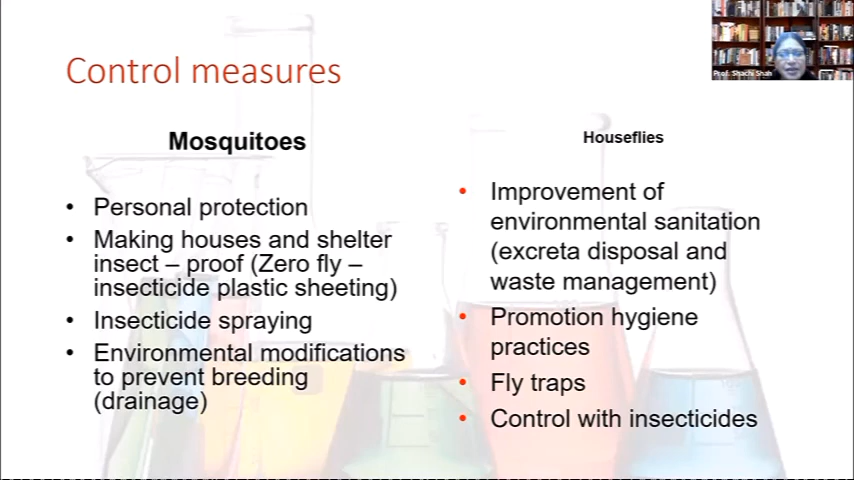 Control measures
Prof. Shachi Shah
Mosquitoes
• Personal protection
• Making houses and shelter
insect – proof (Zero fly –
insecticide plastic sheeting)
• Insecticide spraying
• Environmental modifications
to prevent breeding
(drainage)
Houseflies
• Improvement of
environmental sanitation
(excreta disposal and
waste management)
• Promotion hygiene
practices
• Fly traps
• Control with insecticides